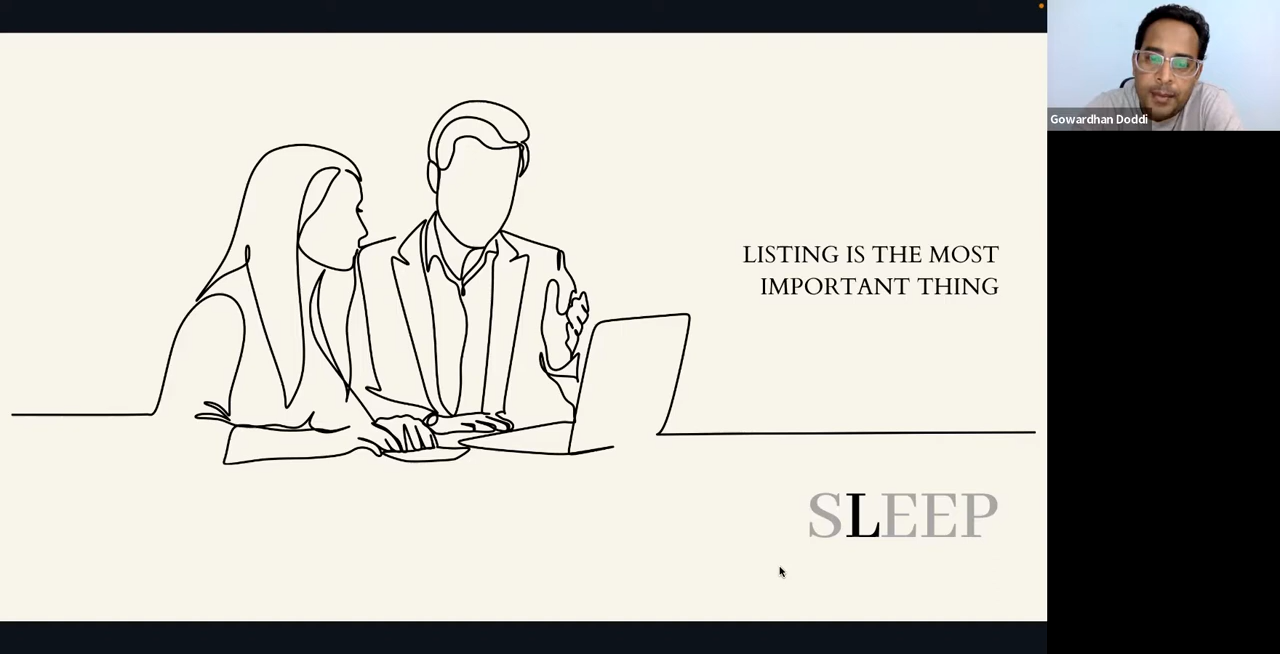 Gowardhan Doddi
LISTING IS THE MOST
IMPORTANT THING
SLEEP